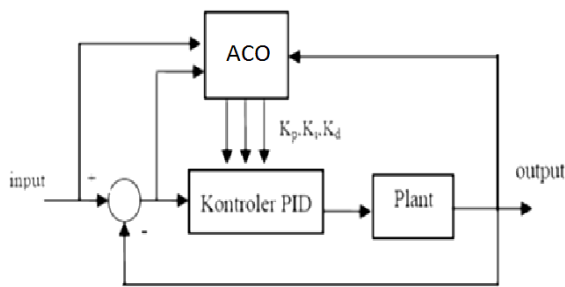 ACO
Kp.Ki.Kd
input
+
Kontroler PID
Plant
output
-